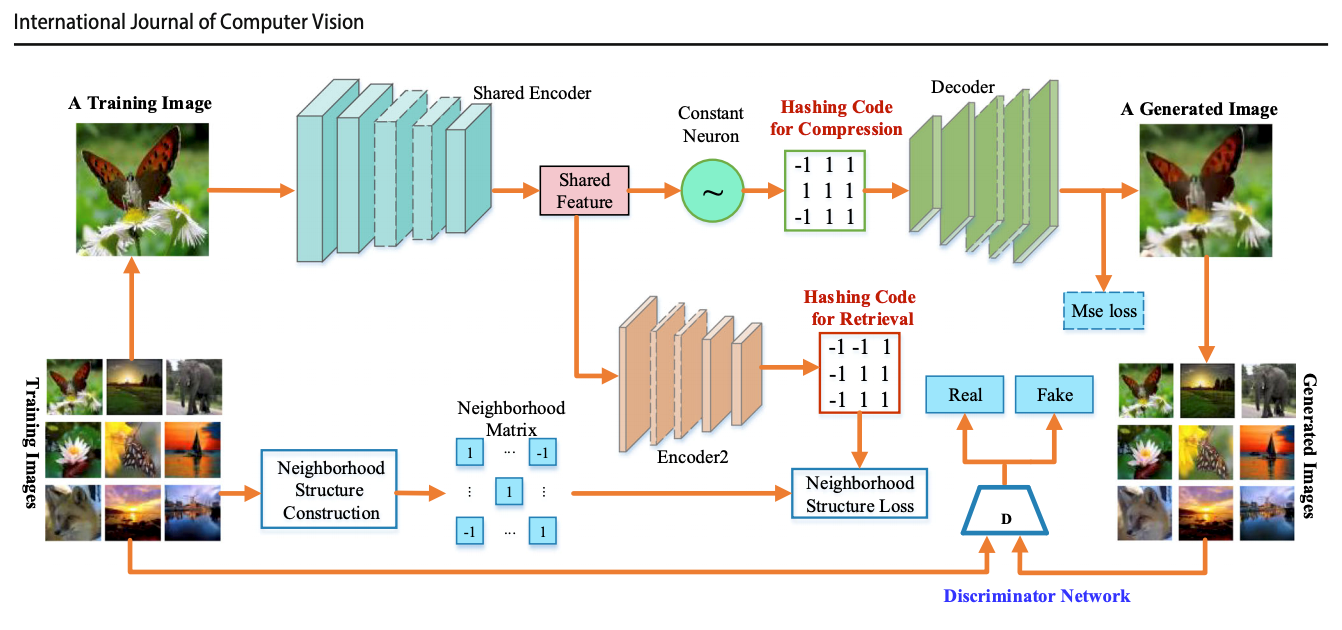 International Journal of Computer Vision
A Training Image
Shared Encoder
Constant
Neuron
Hashing Code
for Compression
Decoder
A Generated Image
Shared
Feature
~
-1 1 1
1 1 1
-1 1 1
Mse loss
Hashing Code
for Retrieval
-1 -1 1
-1 1 1
-1 1 1
Encoder2
Training Images
Neighborhood
Structure
Construction
Neighborhood
Matrix
1 ... -1
⋮ 1 ⋮
-1 ... 1
Neighborhood
Structure Loss
Real
Fake
D
Discriminator Network
Generated Images